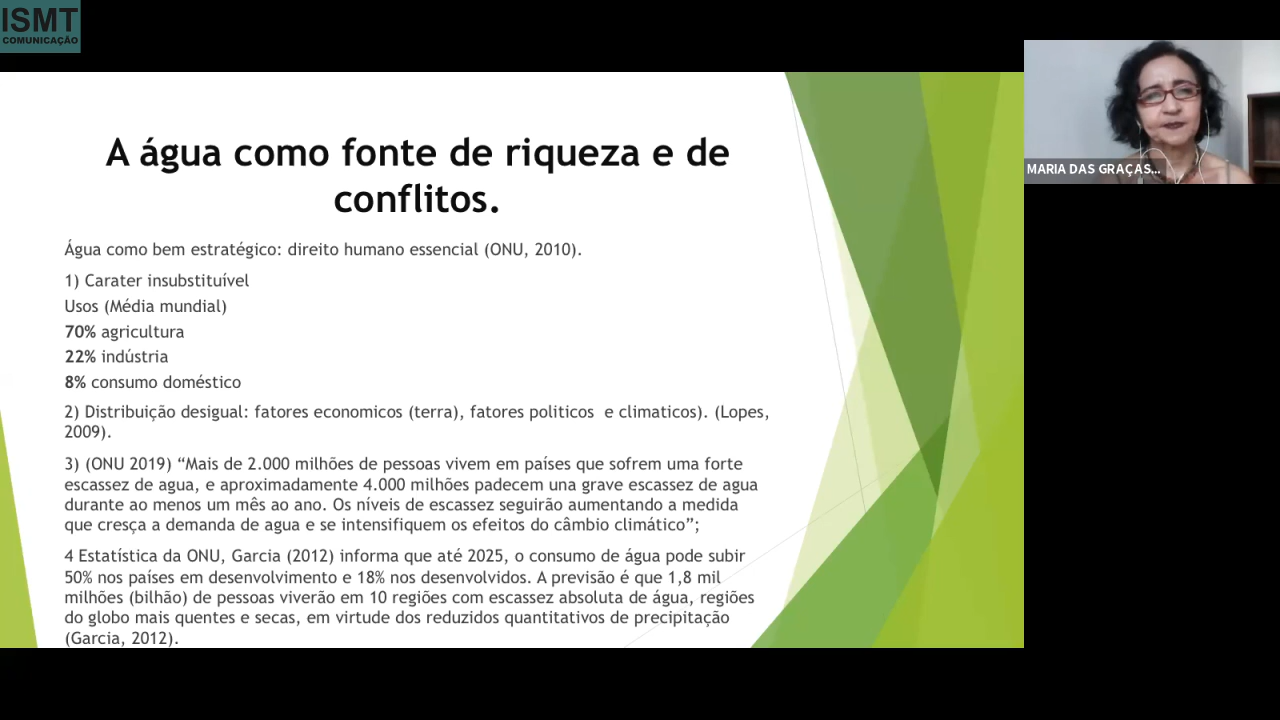 ISMT
COMUNICAÇÃO
A água como fonte de riqueza e de
conflitos.
Água como bem estratégico: direito humano essencial (ONU, 2010).
1) Carater insubstituível
Usos (Média mundial)
70% agricultura
22% indústria
8% consumo doméstico
2) Distribuição desigual: fatores economicos (terra), fatores politicos  e climaticos). (Lopes,
2009).
3) (ONU 2019) “Mais de 2.000 milhões de pessoas vivem em países que sofrem uma forte
escassez de agua, e aproximadamente 4.000 milhões padecem una grave escassez de agua
durante ao menos um mês ao ano. Os níveis de escassez seguirão aumentando a medida
que cresça a demanda de agua e se intensifiquem os efeitos do câmbio climático”;
4 Estatística da ONU, Garcia (2012) informa que até 2025, o consumo de água pode subir
50% nos países em desenvolvimento e 18% nos desenvolvidos. A previsão é que 1,8 mil
milhões (bilhão) de pessoas viverão em 10 regiões com escassez absoluta de água, regiões
do globo mais quentes e secas, em virtude dos reduzidos quantitativos de precipitação
(Garcia, 2012).
MARIA DAS GRAÇAS...